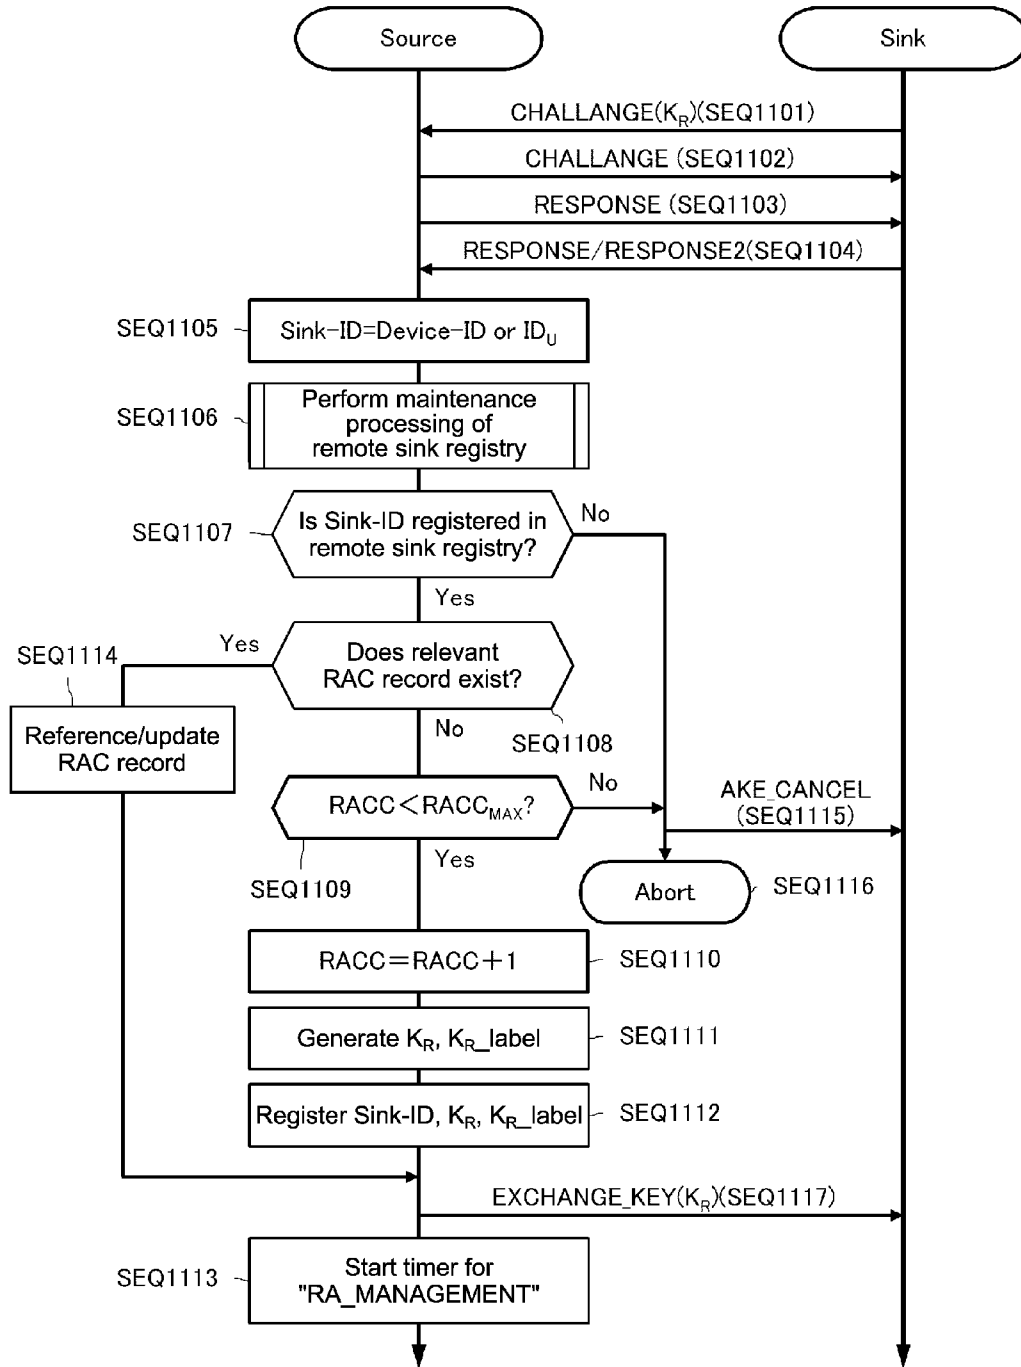 Source
Sink
CHALLANGE(KR)(SEQ1101)
CHALLANGE (SEQ1102)
RESPONSE (SEQ1103)
RESPONSE/RESPONSE2(SEQ1104)
SEQ1105
Sink-ID=Device-ID or IDU
SEQ1106
Perform maintenance
processing of
remote sink registry
SEQ1107
Is Sink-ID registered in
remote sink registry?
No
Yes
SEQ1114
Yes
Does relevant
RAC record exist?
Reference/update
RAC record
No
SEQ1108
RACC<RACCMAX?
No
AKE_CANCEL
(SEQ1115)
SEQ1109
Yes
Abort
SEQ1116
RACC=RACC+1
SEQ1110
Generate KR, KR_label
SEQ1111
Register Sink-ID, KR, KR_label
SEQ1112
EXCHANGE_KEY(KR)(SEQ1117)
SEQ1113
Start timer for
"RA_MANAGEMENT"